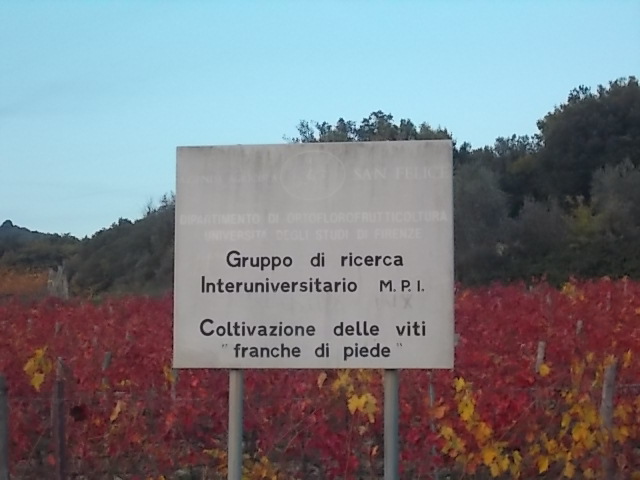 SAN FELICE
DIPARTIMENTO DI ORTOFLOROFRUTTICOLTURA
UNIVERSITÀ DEGLI STUDI DI FIRENZE
Gruppo di ricerca
Interuniversitario M.P.I.
Coltivazione delle viti
"franche di piede"